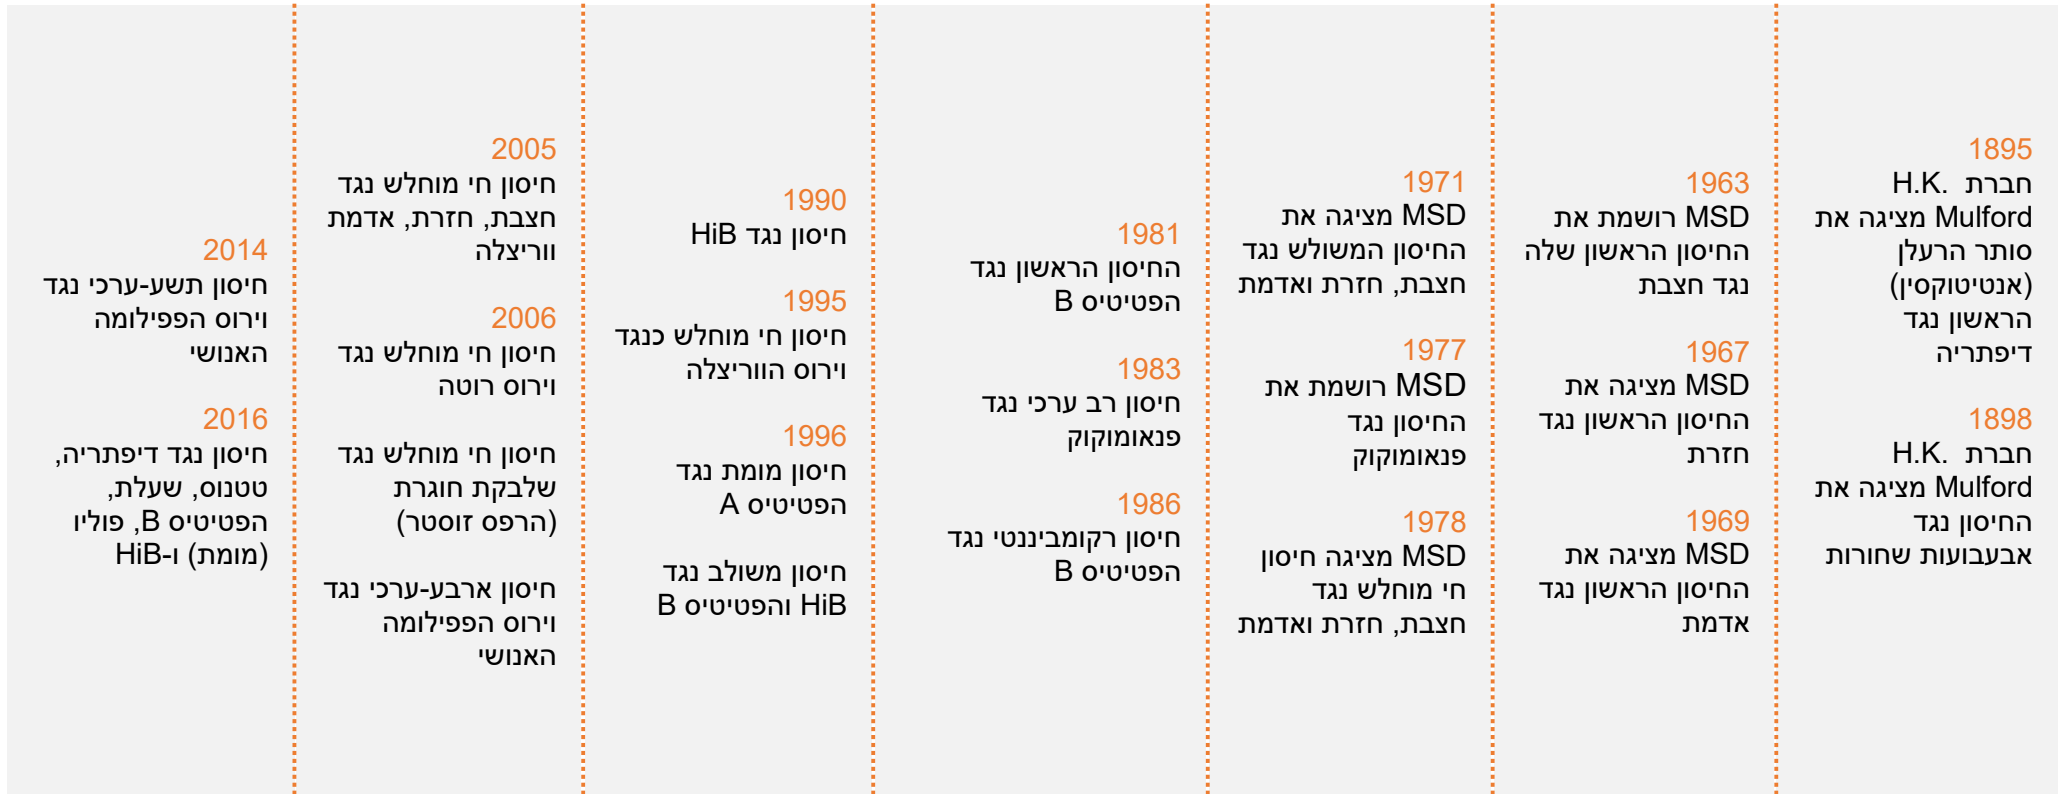 1895
חברת H.K.
Mulford מציגה את
סותר הרעלן
(אנטיטוקסין)
הראשון נגד
דיפתריה
1898
חברת H.K.
Mulford מציגה את
החיסון נגד
אבעבועות שחורות
1963
MSD רושמת את
החיסון הראשון שלה
נגד חצבת
1967
MSD מציגה את
החיסון הראשון נגד
חזרת
1969
MSD מציגה את
החיסון הראשון נגד
אדמת
1971
MSD מציגה את
החיסון המשולש נגד
חצבת, חזרת ואדמת
1977
MSD רושמת את
החיסון נגד
פנאומוקוק
1978
MSD מציגה חיסון
חי מוחלש נגד
חצבת, חזרת ואדמת
1981
החיסון הראשון נגד
הפטיטיס B
1983
חיסון רב ערכי נגד
פנאומוקוק
1986
חיסון רקומביננטי נגד
הפטיטיס B
1990
חיסון נגד HiB
1995
חיסון חי מוחלש כנגד
וירוס הווריצלה
1996
חיסון מומת נגד
הפטיטיס A
חיסון משולב נגד
HiB והפטיטיס B
2005
חיסון חי מוחלש נגד
חצבת, חזרת, אדמת
ווריצלה
2006
חיסון חי מוחלש נגד
וירוס רוטה
חיסון חי מוחלש נגד
שלבקת חוגרת
(הרפס זוסטר)
חיסון ארבע-ערכי נגד
וירוס הפפילומה
האנושי
2014
חיסון תשע-ערכי נגד
וירוס הפפילומה
האנושי
2016
חיסון נגד דיפתריה,
טטנוס, שעלת,
הפטיטיס B, פוליו
(מומת) ו-HiB